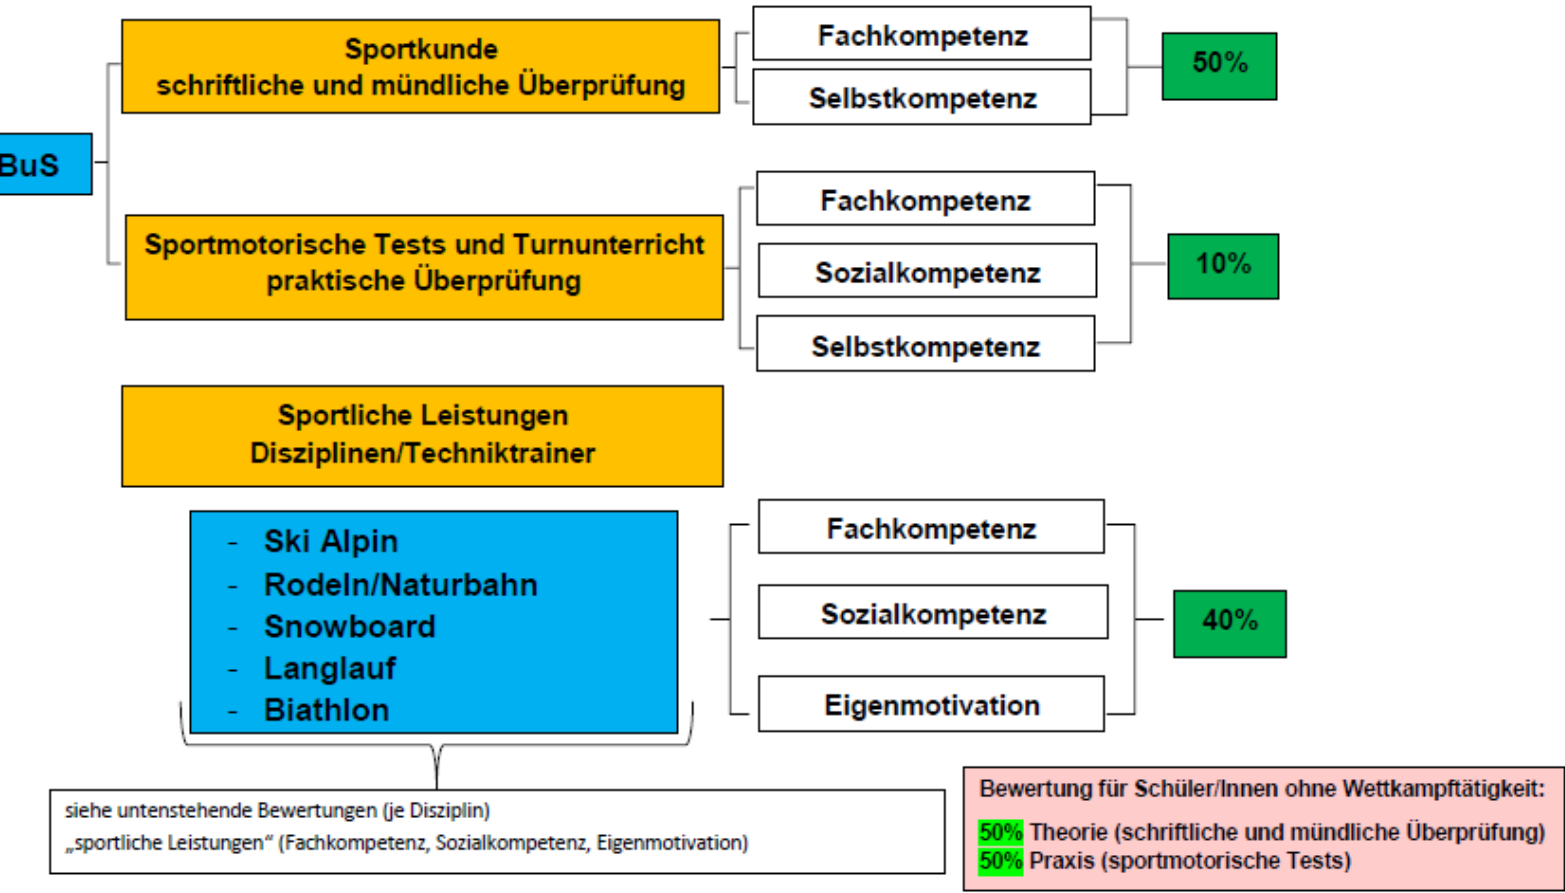 BuS
Sportkunde
schriftliche und mündliche Überprüfung
Fachkompetenz
Selbstkompetenz
50%
Sportmotorische Tests und Turnunterricht
praktische Überprüfung
Fachkompetenz
Sozialkompetenz
Selbstkompetenz
10%
Sportliche Leistungen
Disziplinen/Techniktrainer
- Ski Alpin
- Rodeln/Naturbahn
- Snowboard
- Langlauf
- Biathlon
Fachkompetenz
Sozialkompetenz
Eigenmotivation
40%
siehe untenstehende Bewertungen (je Disziplin)
„sportliche Leistungen“ (Fachkompetenz, Sozialkompetenz, Eigenmotivation)
Bewertung für Schüler/Innen ohne Wettkampftätigkeit:
50% Theorie (schriftliche und mündliche Überprüfung)
50% Praxis (sportmotorische Tests)